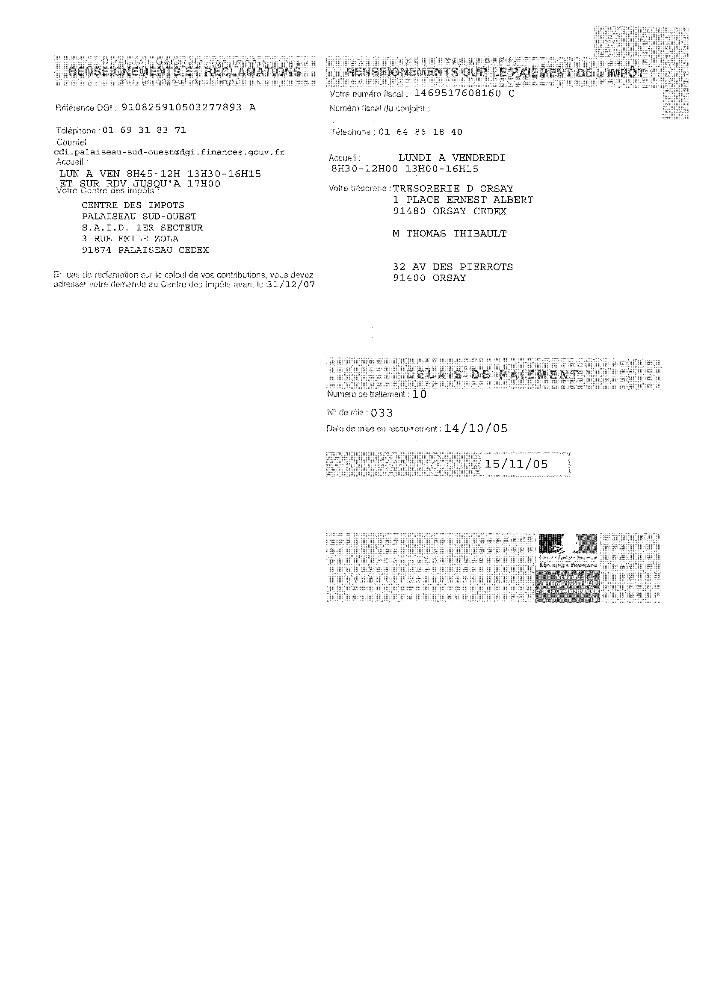 Direction Générale des impôts
RENSEIGNEMENTS ET RECLAMATIONS
sur le calcul de l'impôt
Référence DGI : 910825910503277893 A
Téléphone : 01 69 31 83 71
Courriel :
cdi.palaiseau-sud-ouest@dgi.finances.gouv.fr
Accueil :
LUN A VEN 8H45-12H 13H30-16H15
ET SUR RDV JUSQU'A 17H00
Votre Centre des impôts :
CENTRE DES IMPOTS
PALAISEAU SUD-OUEST
S.A.I.D. 1ER SECTEUR
3 RUE EMILE ZOLA
91874 PALAISEAU CEDEX
En cas de réclamation sur le calcul de vos contributions, vous devez
adresser votre demande au Centre des Impôts avant le 31/12/07
Trésor Public
RENSEIGNEMENTS SUR LE PAIEMENT DE L'IMPÔT
Votre numéro fiscal : 1469517608160 C
Numéro fiscal du conjoint :
Téléphone : 01 64 86 18 40
Accueil : LUNDI A VENDREDI
8H30-12H00 13H00-16H15
Votre trésorerie : TRESORERIE D ORSAY
1 PLACE ERNEST ALBERT
91480 ORSAY CEDEX
M THOMAS THIBAULT
32 AV DES PIERROTS
91400 ORSAY
DELAIS DE PAIEMENT
Numéro de traitement : 10
N° de rôle : 033
Date de mise en recouvrement : 14/10/05
15/11/05
Liberté • Égalité • Fraternité
RÉPUBLIQUE FRANÇAISE